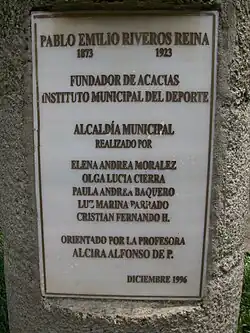 PABLO EMILIO RIVEROS REINA
1873 1923
FUNDADOR DE ACACIAS
INSTITUTO MUNICIPAL DEL DEPORTE
ALCALDÍA MUNICIPAL
REALIZADO POR
ELENA ANDREA MORALEZ
OLGA LUCIA CIERRA
PAULA ANDREA BAQUERO
LUZ MARINA PARRADO
CRISTIAN FERNANDO H.
ORIENTADO POR LA PROFESORA
ALCIRA ALFONSO DE P.
DICIEMBRE 1996